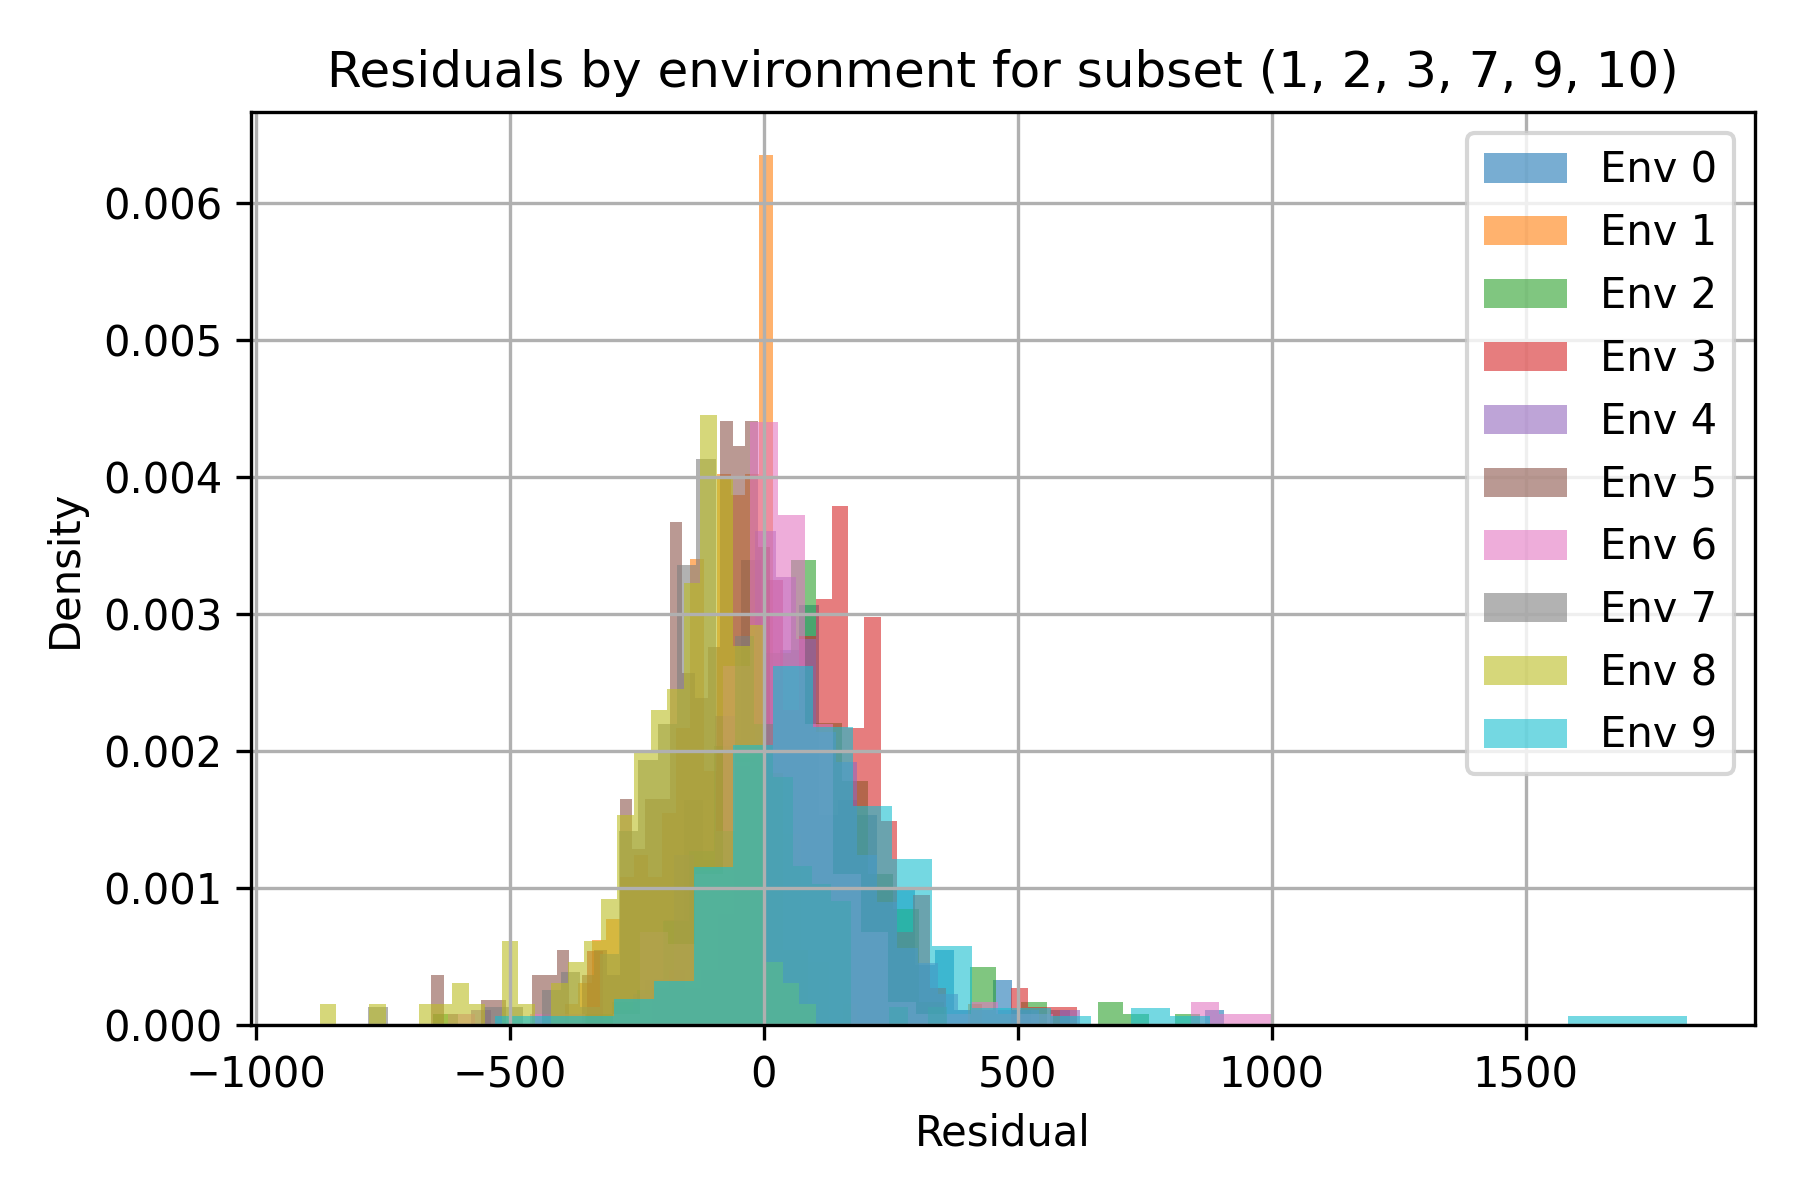 Residuals by environment for subset (1, 2, 3, 7, 9, 10)
Density
0.006
0.005
0.004
0.003
0.002
0.001
0.000
−1000
−500
0
500
1000
1500
Residual
Env 0
Env 1
Env 2
Env 3
Env 4
Env 5
Env 6
Env 7
Env 8
Env 9